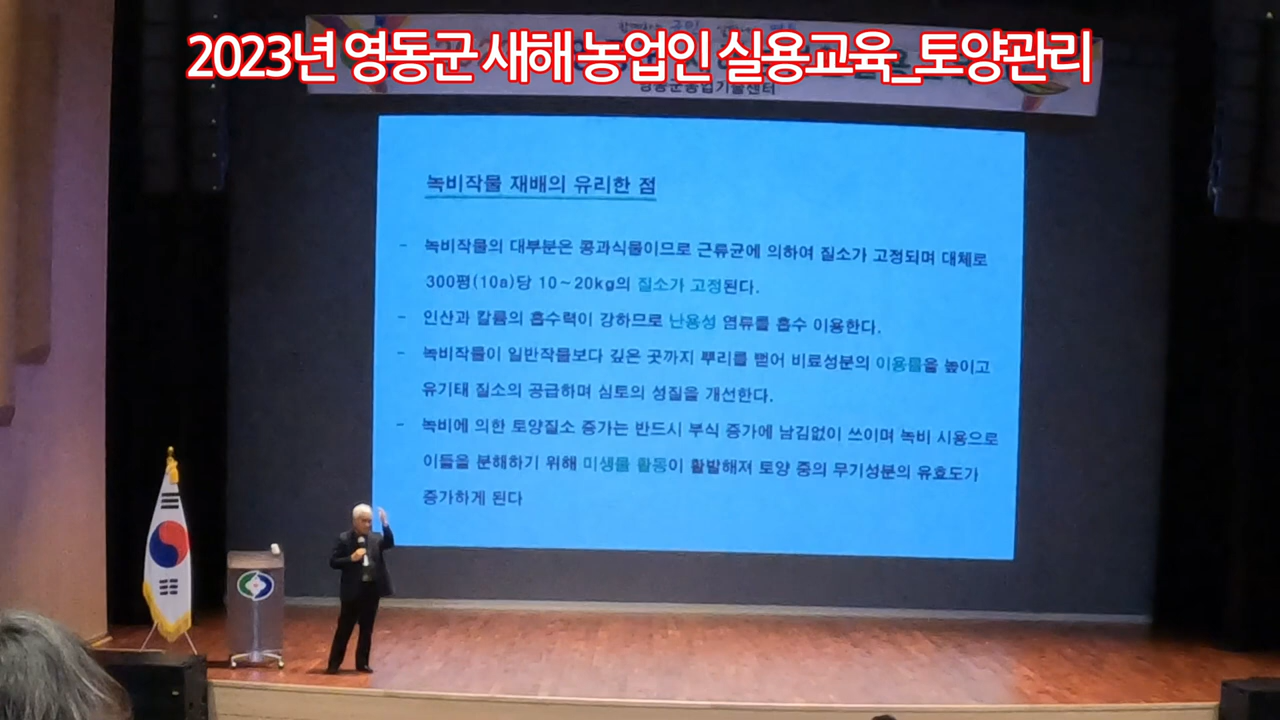 2023년 영동군 새해 농업인 실용교육_토양관리
영동군농업기술센터
녹비작물 재배의 유리한 점
- 녹비작물의 대부분은 콩과식물이므로 근류균에 의하여 질소가 고정되며 대체로
300평(10a)당 10~20kg의 질소가 고정된다.
- 인산과 칼륨의 흡수력이 강하므로 난용성 염류를 흡수 이용한다.
- 녹비작물이 일반작물보다 깊은 곳까지 뿌리를 뻗어 비료성분의 이용률을 높이고
유기태 질소의 공급하며 심토의 성질을 개선한다.
- 녹비에 의한 토양질소 증가는 반드시 부식 증가에 남김없이 쓰이며 녹비 시용으로
이들을 분해하기 위해 미생물 활동이 활발해져 토양 중의 무기성분의 유효도가
증가하게 된다